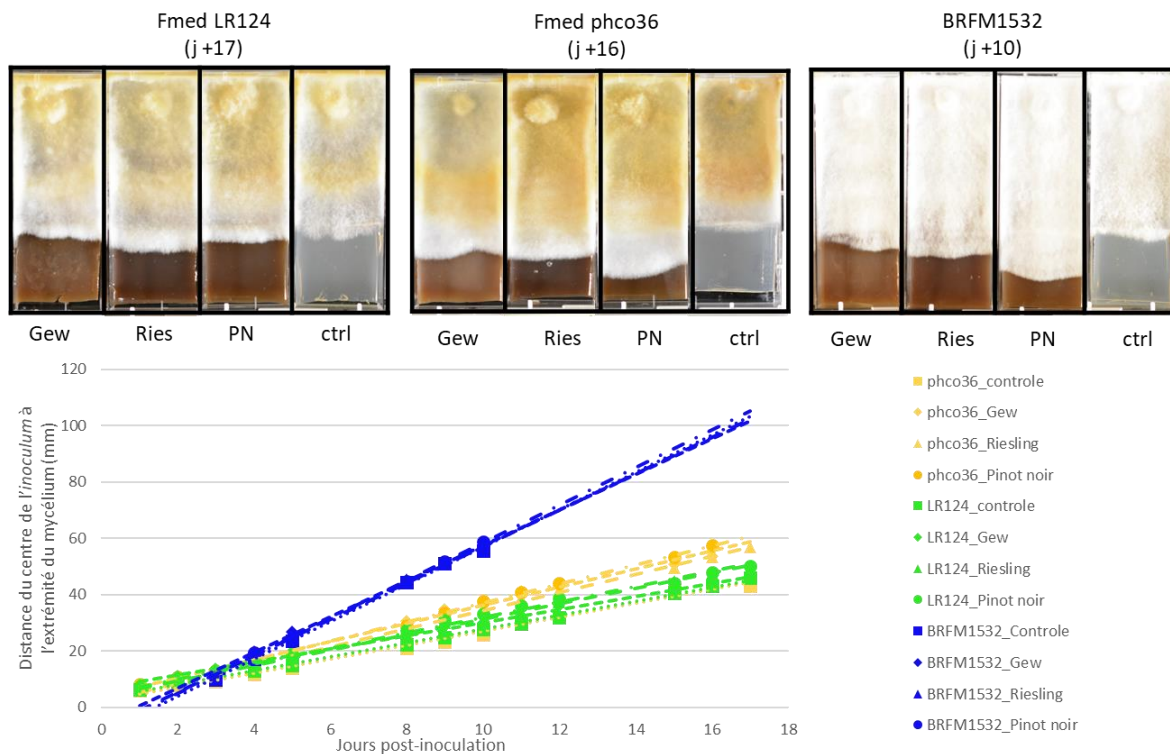 Fmed LR124
(j +17)
Fmed phco36
(j +16)
BRFM1532
(j +10)
Gew Ries PN ctrl
Gew Ries PN ctrl
Gew Ries PN ctrl
Distance du centre de l'inoculum à
l'extrémité du mycélium (mm)
120
100
80
60
40
20
0
0 2 4 6 8 10 12 14 16 18
Jours post-inoculation
phco36_controle
phco36_Gew
phco36_Riesling
phco36_Pinot noir
LR124_controle
LR124_Gew
LR124_Riesling
LR124_Pinot noir
BRFM1532_Controle
BRFM1532_Gew
BRFM1532_Riesling
BRFM1532_Pinot noir